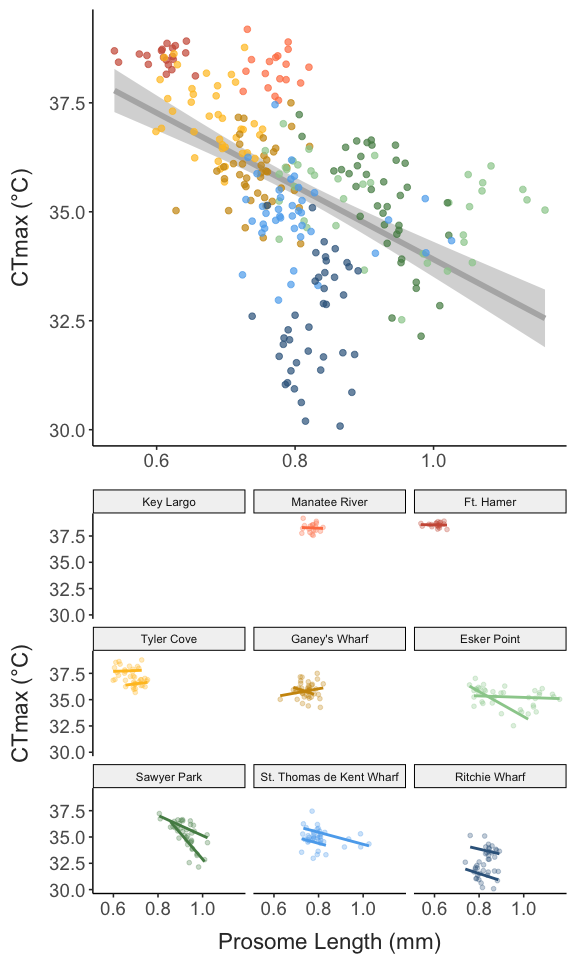 CTmax (°C)
37.5
35.0
32.5
30.0
0.6 0.8 1.0
Key Largo Manatee River Ft. Hamer
37.5
35.0
32.5
30.0
Tyler Cove Ganey's Wharf Esker Point
CTmax (°C)
37.5
35.0
32.5
30.0
Sawyer Park St. Thomas de Kent Wharf Ritchie Wharf
37.5
35.0
32.5
30.0
0.6 0.8 1.0 0.6 0.8 1.0 0.6 0.8 1.0
Prosome Length (mm)